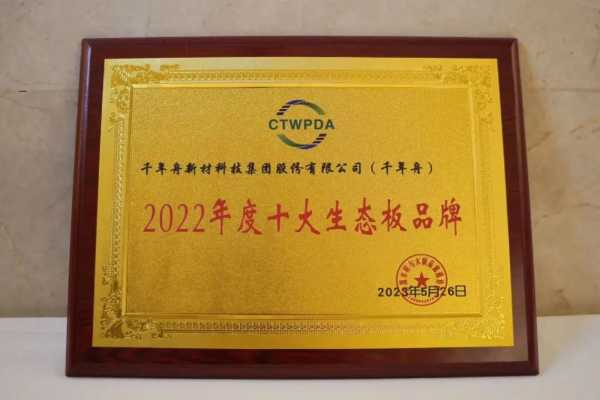 CTWPDA
千年舟新材料技集团股份有限公司（千年舟）
2022年度十大生态板品牌
2023年5月26日